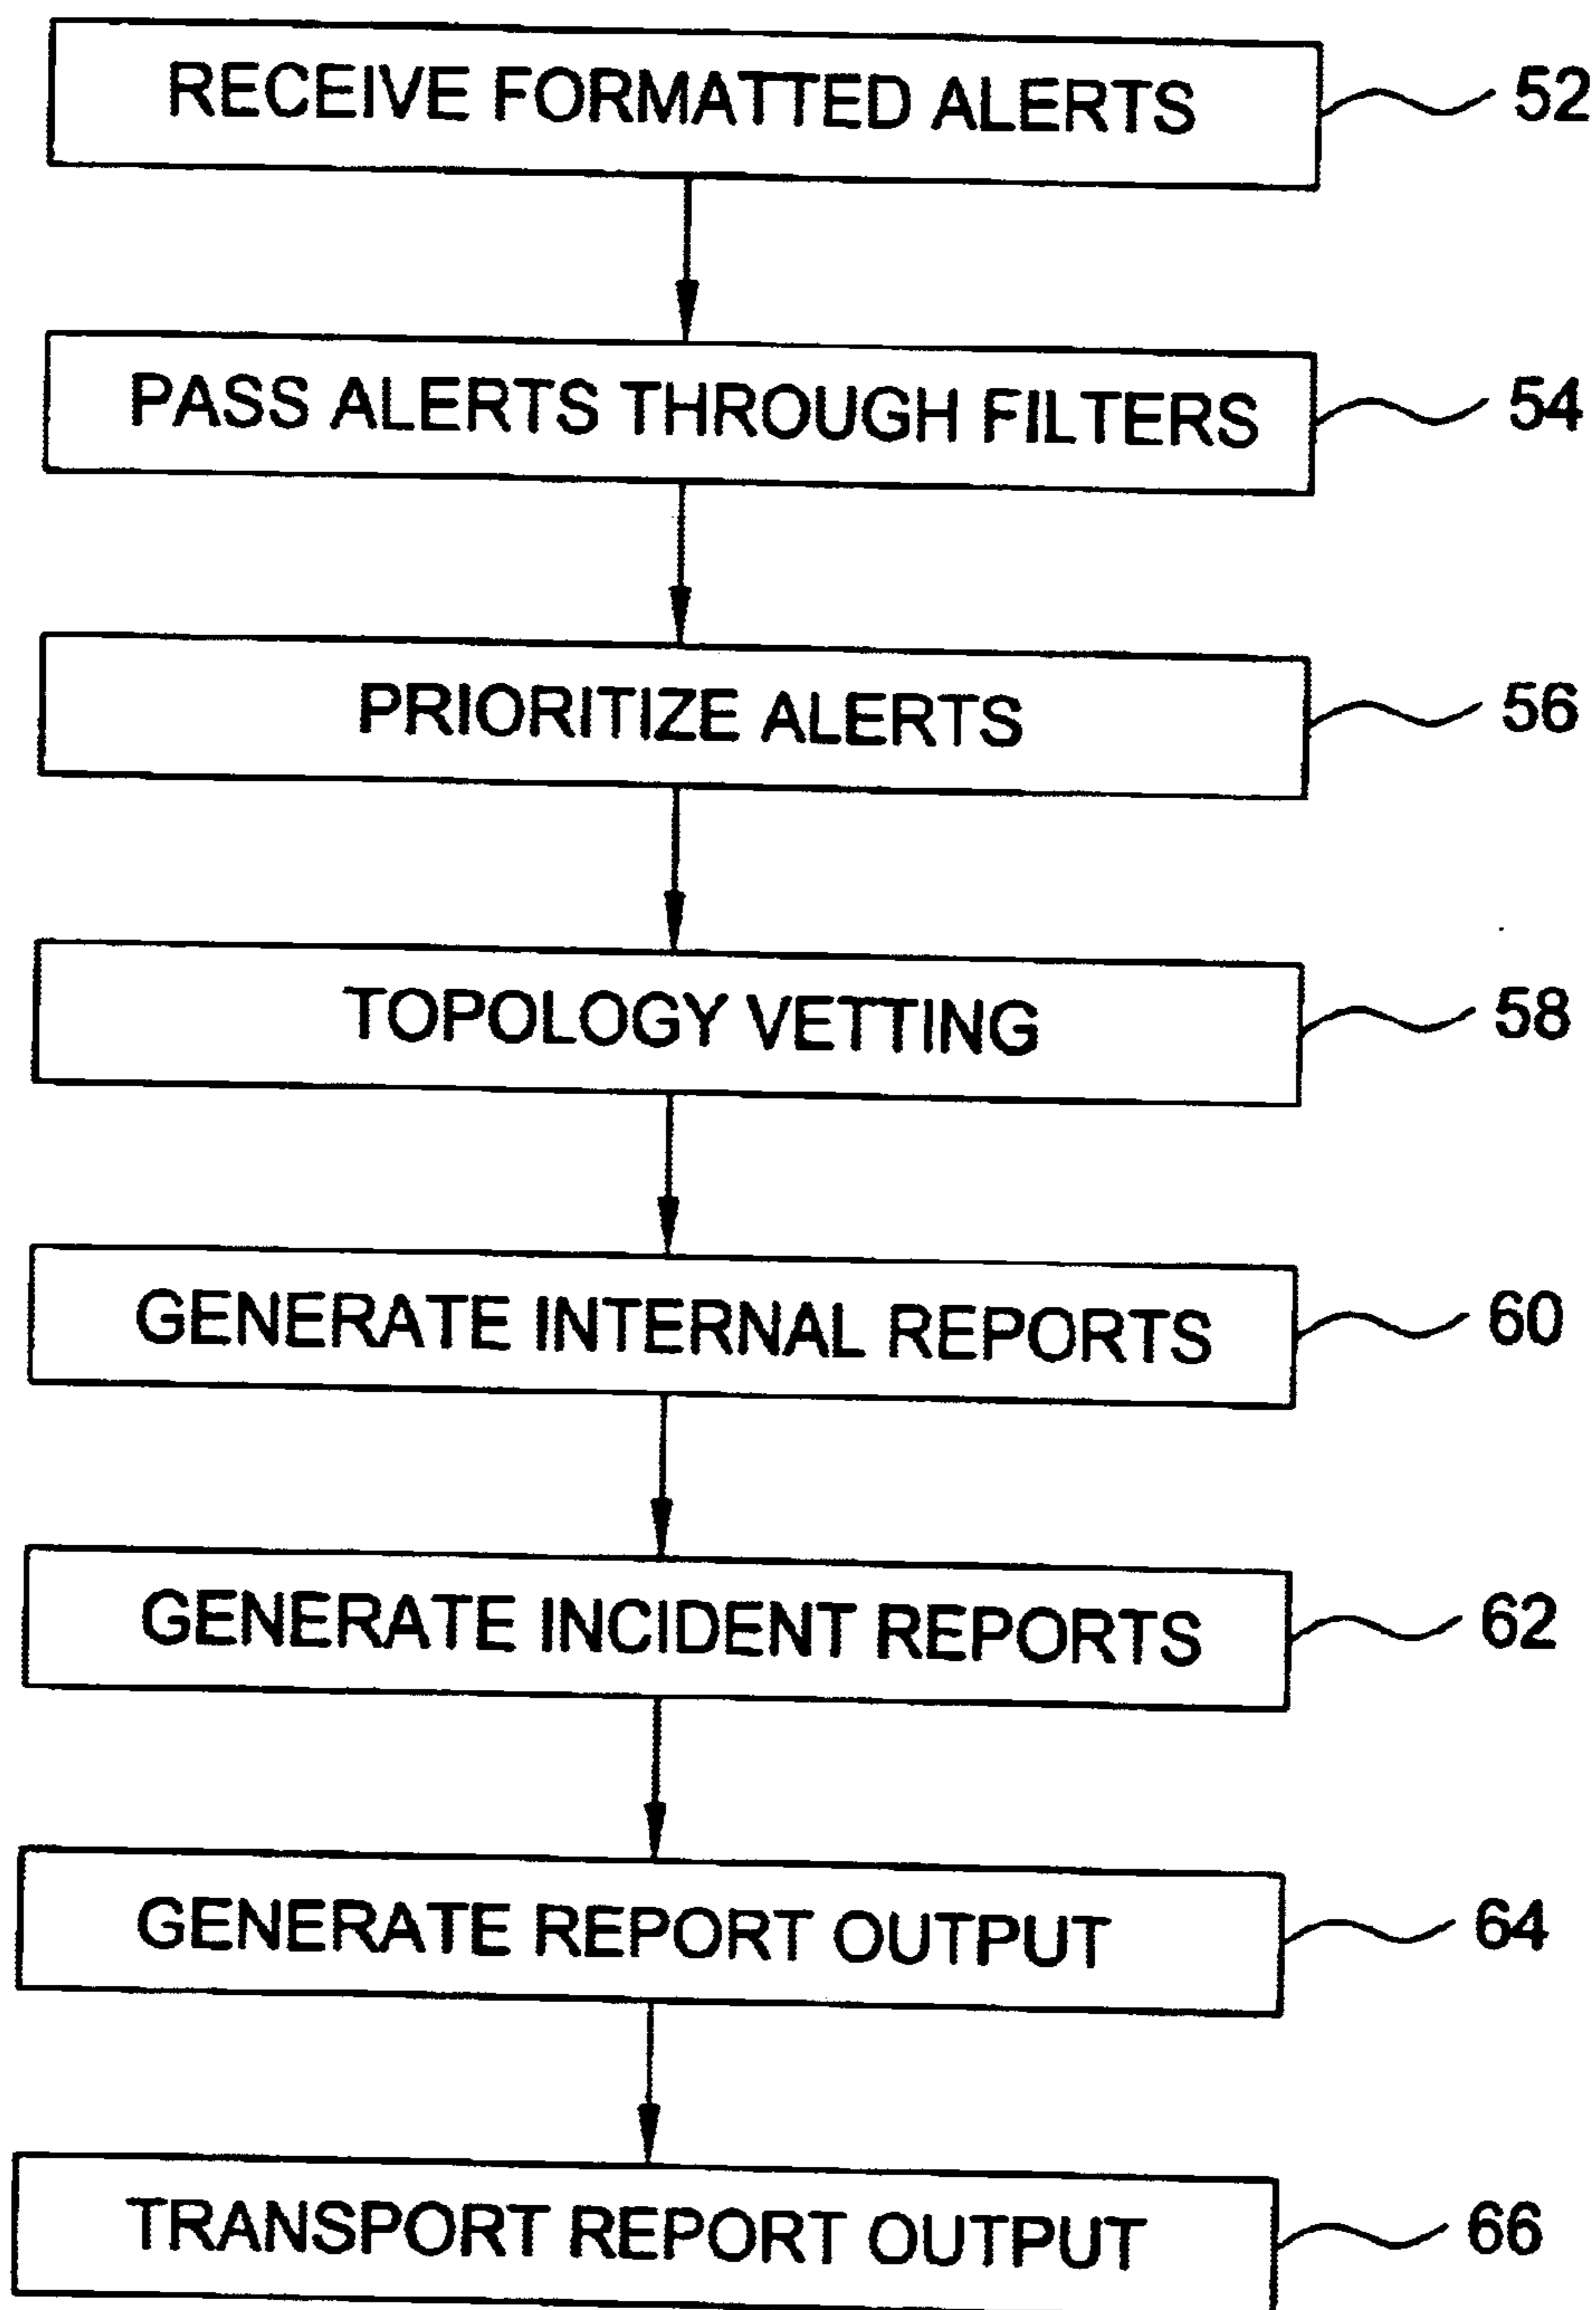 RECEIVE FORMATTED ALERTS 52
PASS ALERTS THROUGH FILTERS 54
PRIORITIZE ALERTS 56
TOPOLOGY VETTING 58
GENERATE INTERNAL REPORTS 60
GENERATE INCIDENT REPORTS 62
GENERATE REPORT OUTPUT 64
TRANSPORT REPORT OUTPUT 66